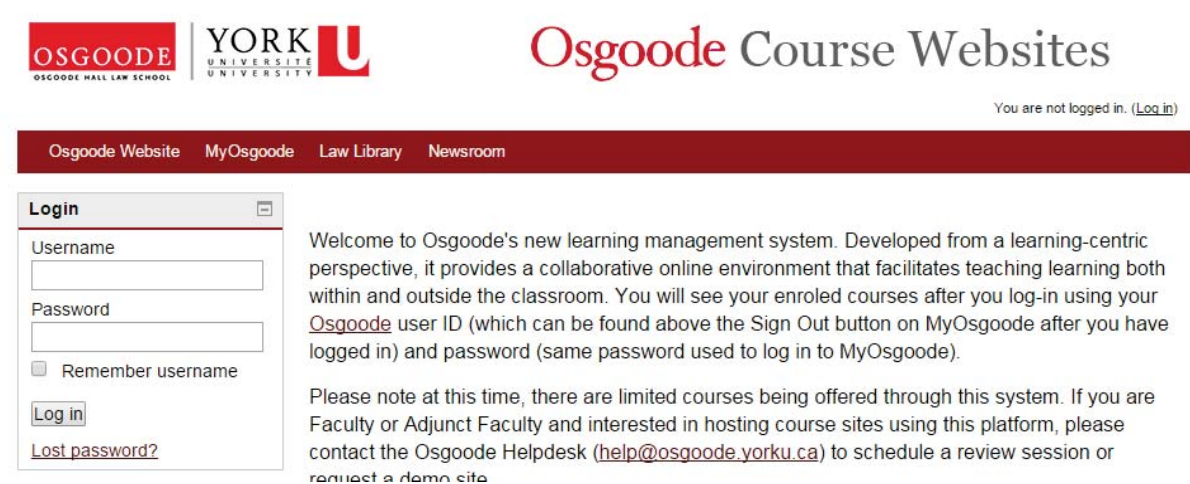 OSGOODE
OSGOODE HALL LAW SCHOOL
YORK U
UNIVERSITÉ
UNIVERSITY
Osgoode Course Websites
You are not logged in. (Log in)
Osgoode Website MyOsgoode Law Library Newsroom
Login
Username
Password
Remember username
Log in
Lost password?
Welcome to Osgoode's new learning management system. Developed from a learning-centric
perspective, it provides a collaborative online environment that facilitates teaching learning both
within and outside the classroom. You will see your enroled courses after you log-in using your
Osgoode user ID (which can be found above the Sign Out button on MyOsgoode after you have
logged in) and password (same password used to log in to MyOsgoode).
Please note at this time, there are limited courses being offered through this system. If you are
Faculty or Adjunct Faculty and interested in hosting course sites using this platform, please
contact the Osgoode Helpdesk (help@osgoode.yorku.ca) to schedule a review session or
request a demo site